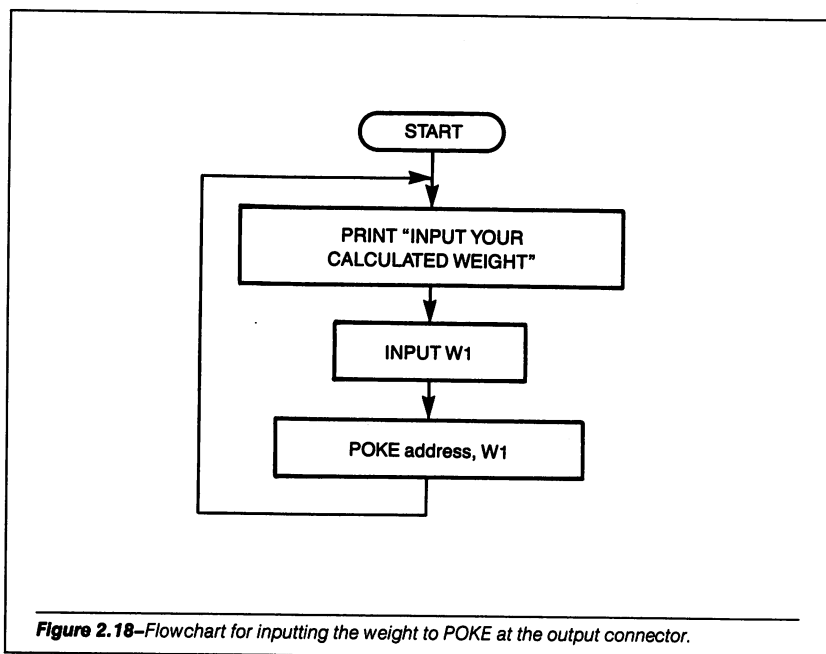 START
PRINT “INPUT YOUR
CALCULATED WEIGHT”
INPUT W1
POKE address, W1
Figure 2.18–Flowchart for inputting the weight to POKE at the output connector.